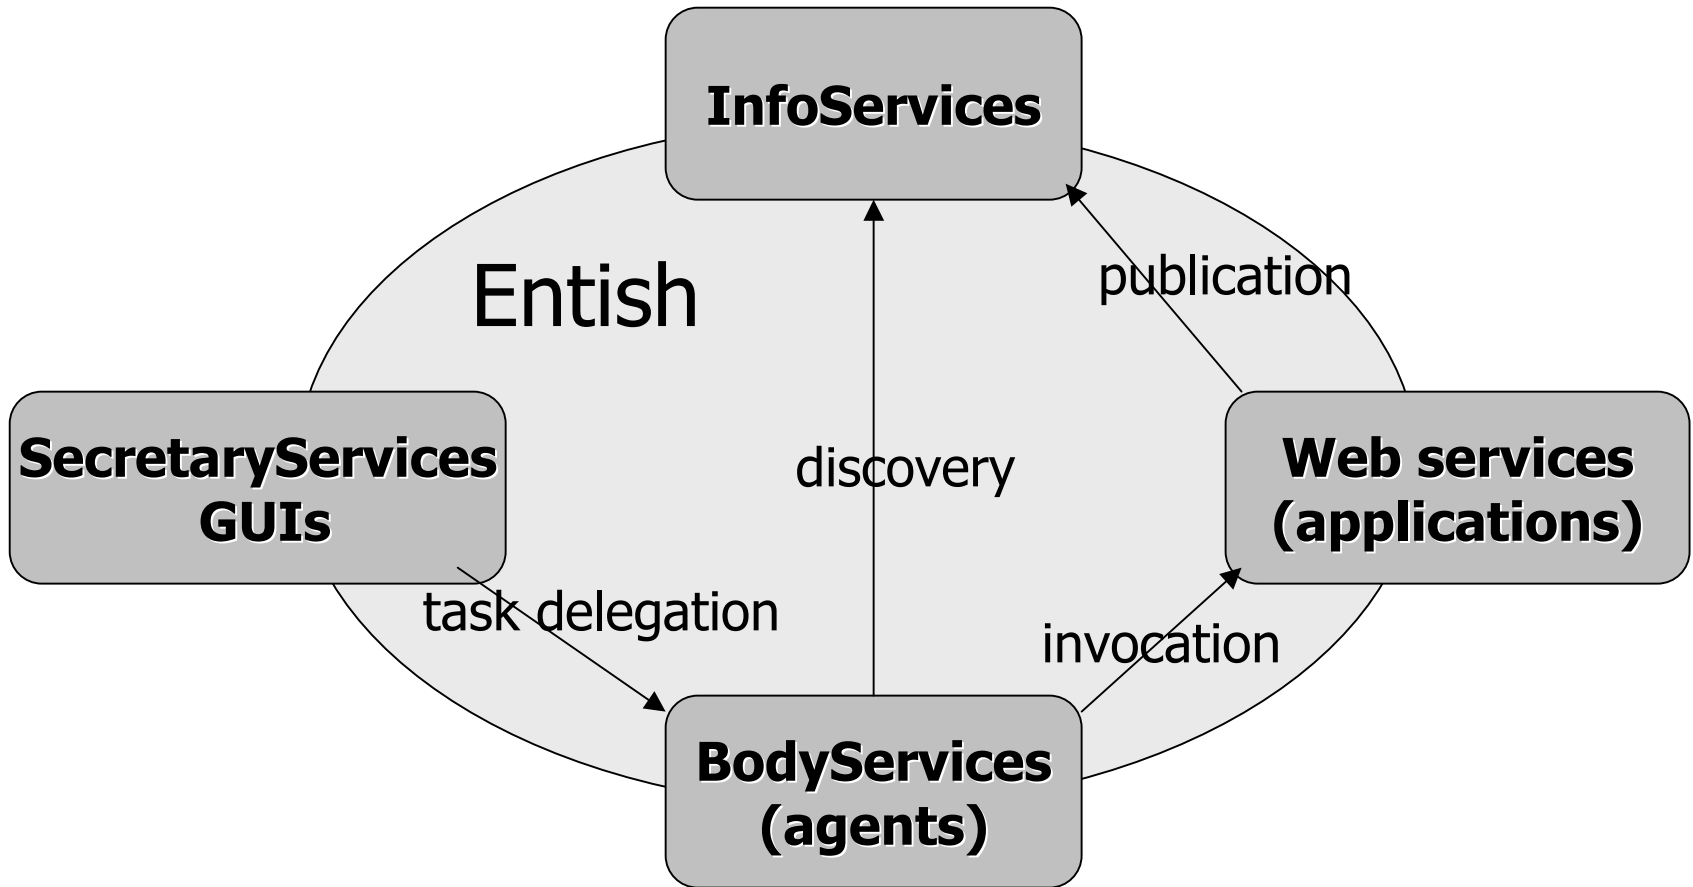 InfoServices
Entish
publication
SecretaryServices
GUIs
discovery
Web services
(applications)
task delegation
invocation
BodyServices
(agents)